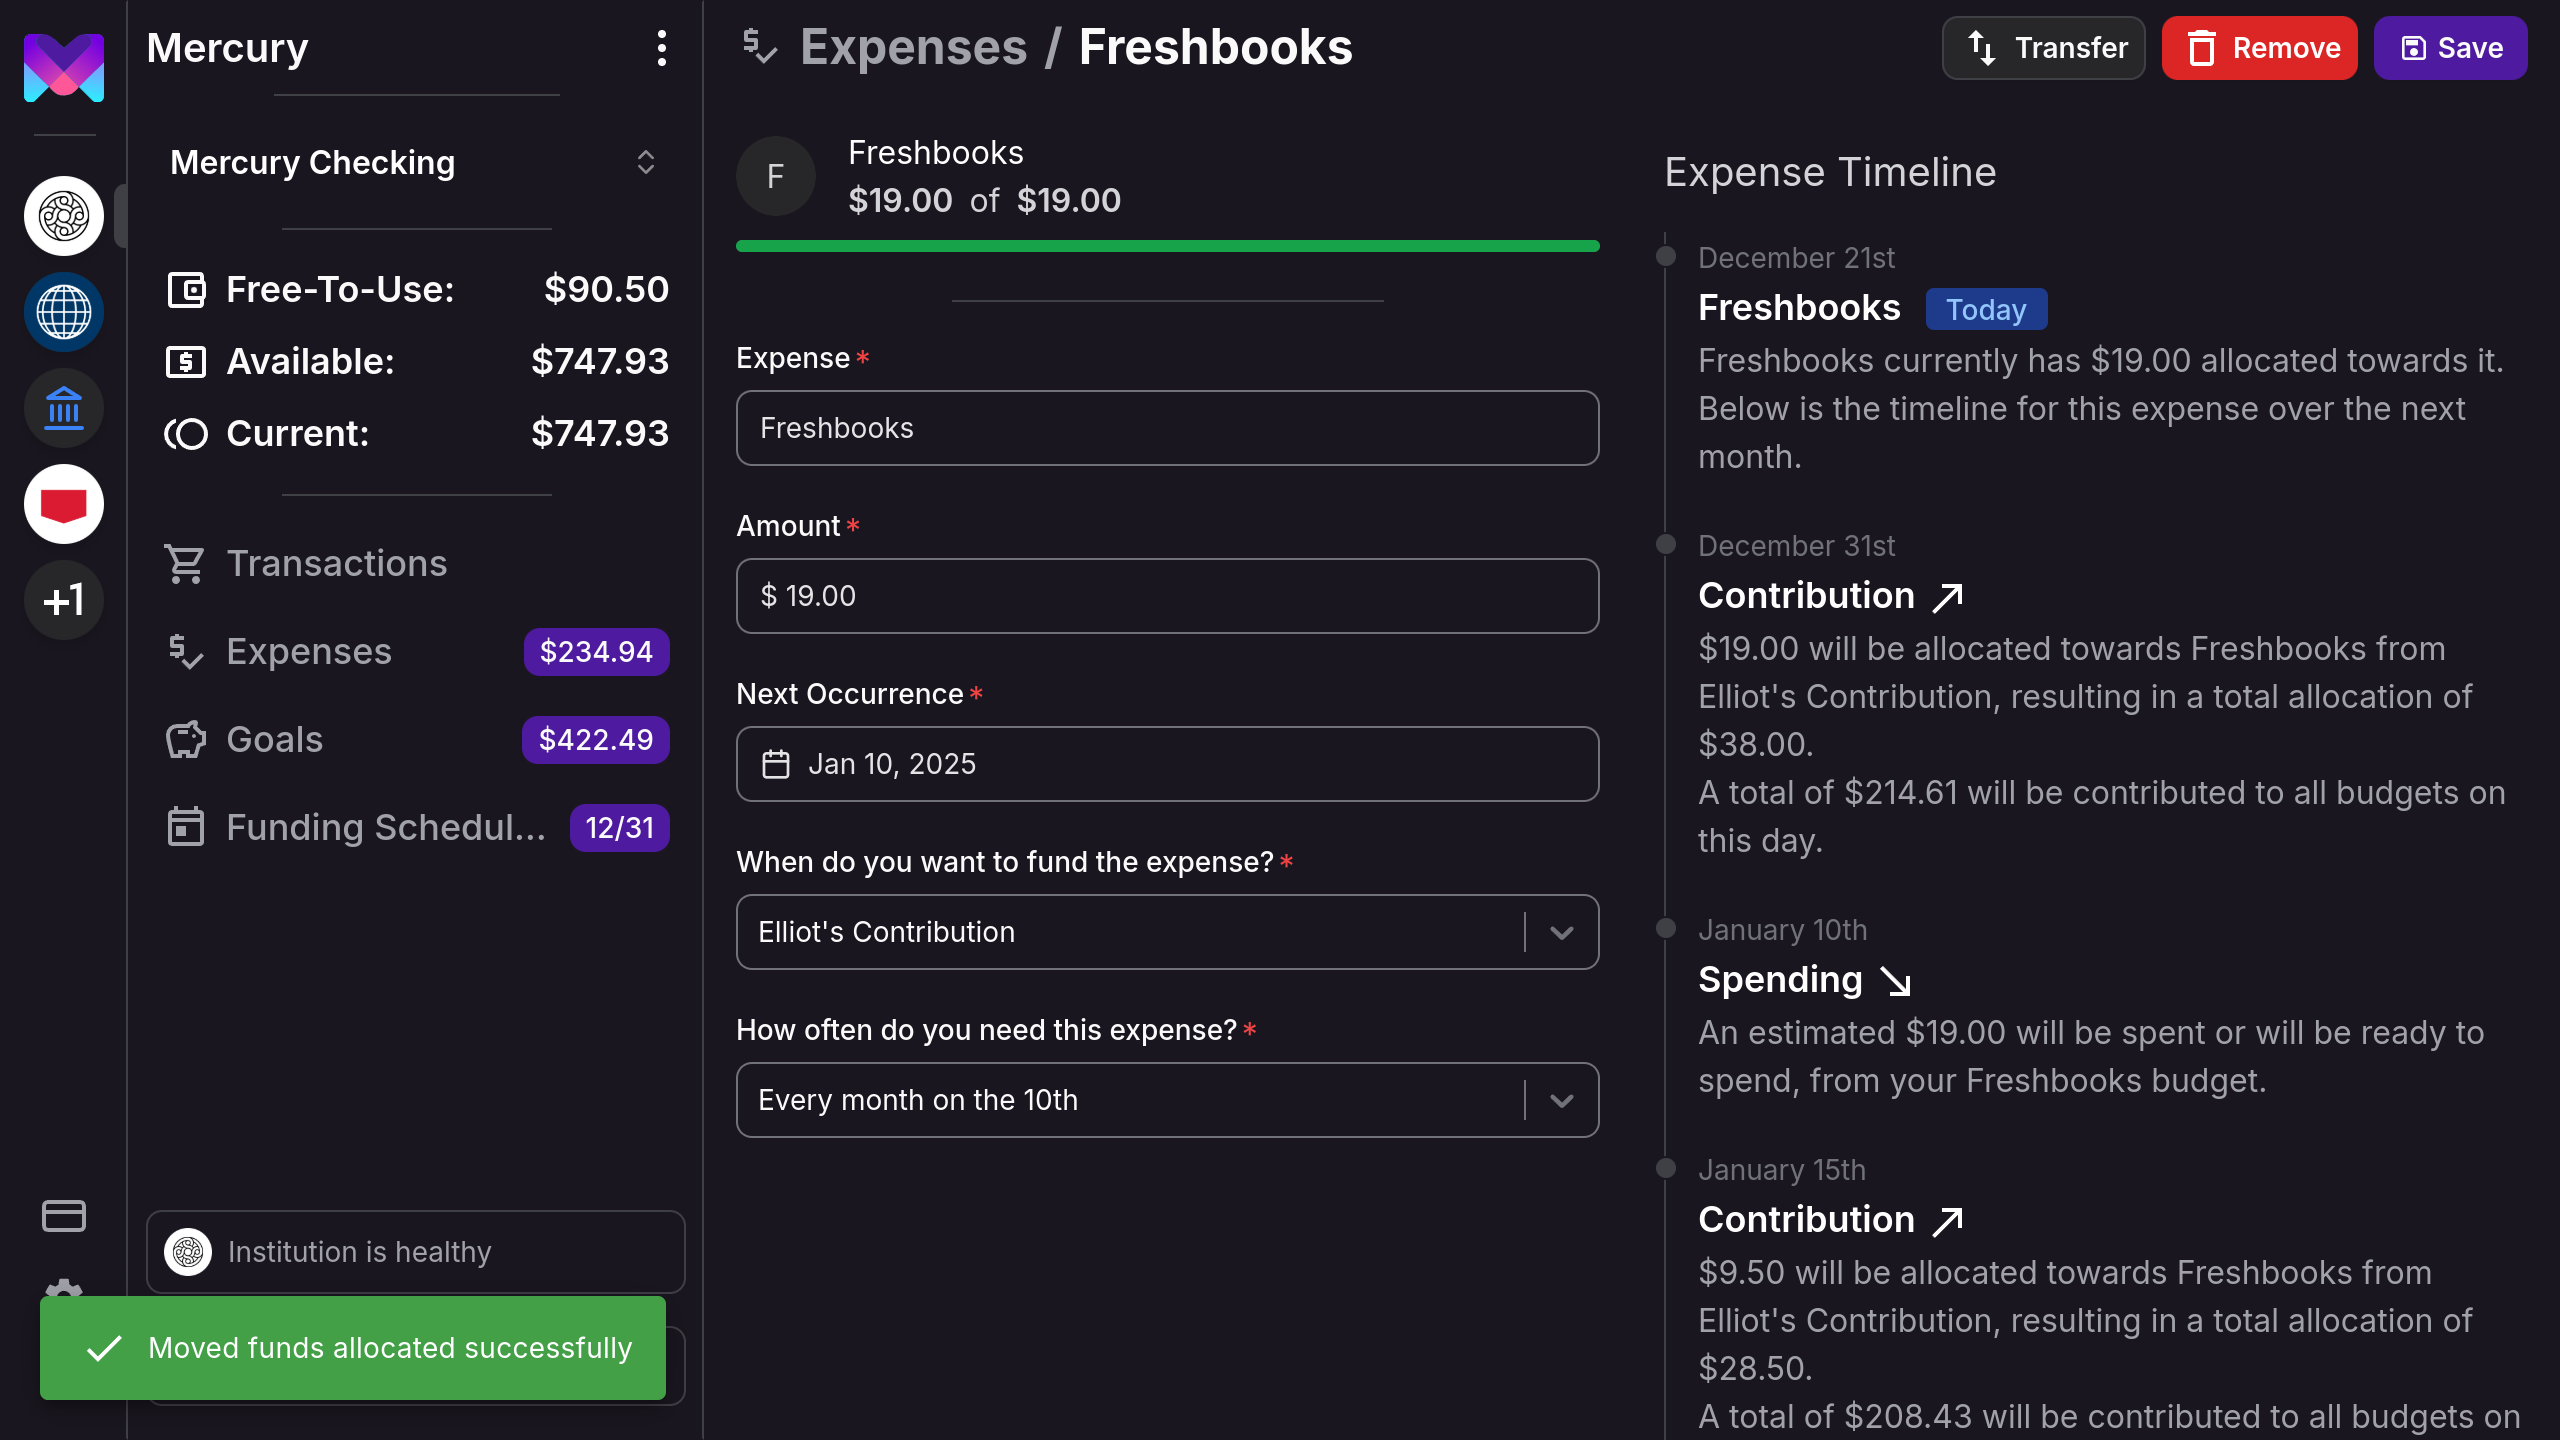 Mercury
Mercury Checking
Free-To-Use: $90.50
Available: $747.93
Current: $747.93
Transactions
Expenses $234.94
Goals $422.49
Funding Schedul... 12/31
+1
Institution is healthy
Moved funds allocated successfully
Expenses / Freshbooks
Transfer
Remove
Save
F
Freshbooks
$19.00 of $19.00
Expense *
Freshbooks
Amount *
$ 19.00
Next Occurrence *
Jan 10, 2025
When do you want to fund the expense? *
Elliot's Contribution
How often do you need this expense? *
Every month on the 10th
Expense Timeline
December 21st
Freshbooks Today
Freshbooks currently has $19.00 allocated towards it.
Below is the timeline for this expense over the next
month.
December 31st
Contribution
$19.00 will be allocated towards Freshbooks from
Elliot's Contribution, resulting in a total allocation of
$38.00.
A total of $214.61 will be contributed to all budgets on
this day.
January 10th
Spending
An estimated $19.00 will be spent or will be ready to
spend, from your Freshbooks budget.
January 15th
Contribution
$9.50 will be allocated towards Freshbooks from
Elliot's Contribution, resulting in a total allocation of
$28.50.
A total of $208.43 will be contributed to all budgets on